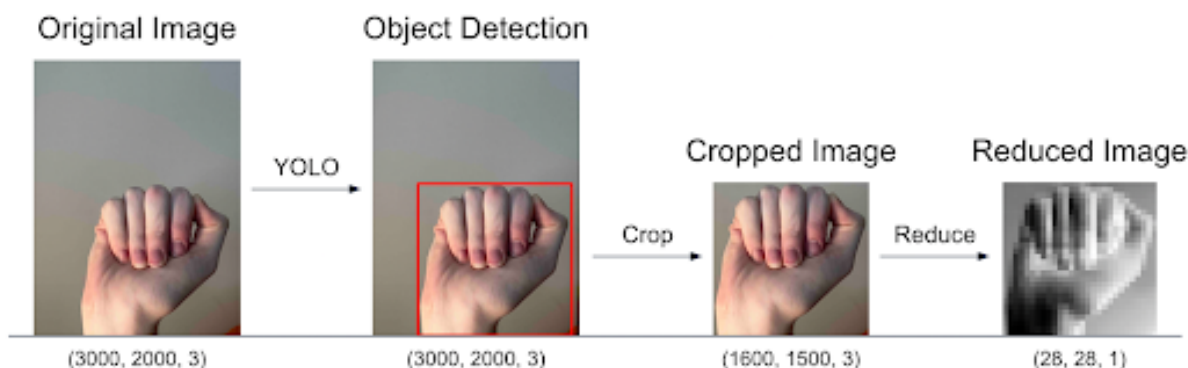 Original Image
Object Detection
YOLO
Cropped Image
Reduced Image
Crop
Reduce
(3000, 2000, 3)
(3000, 2000, 3)
(1600, 1500, 3)
(28, 28, 1)